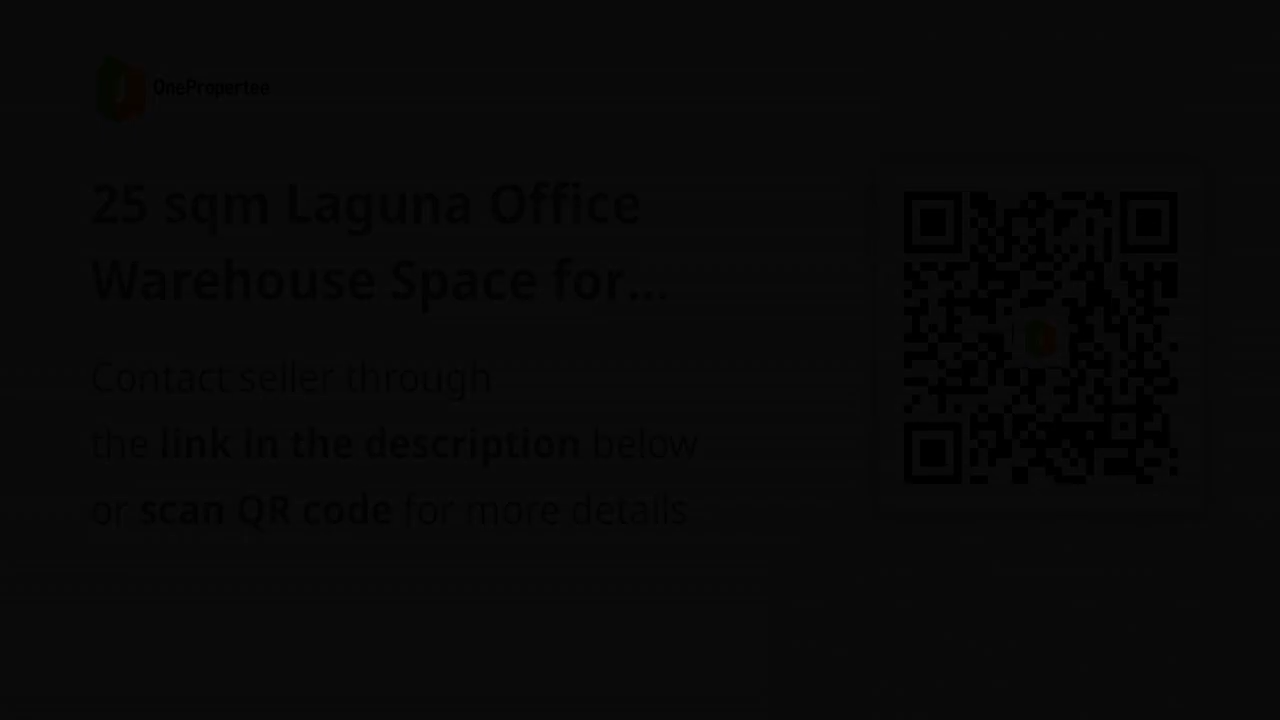 OnePropertee
25 sqm Laguna Office
Warehouse Space for...
Contact seller through
the link in the description below
or scan QR code for more details